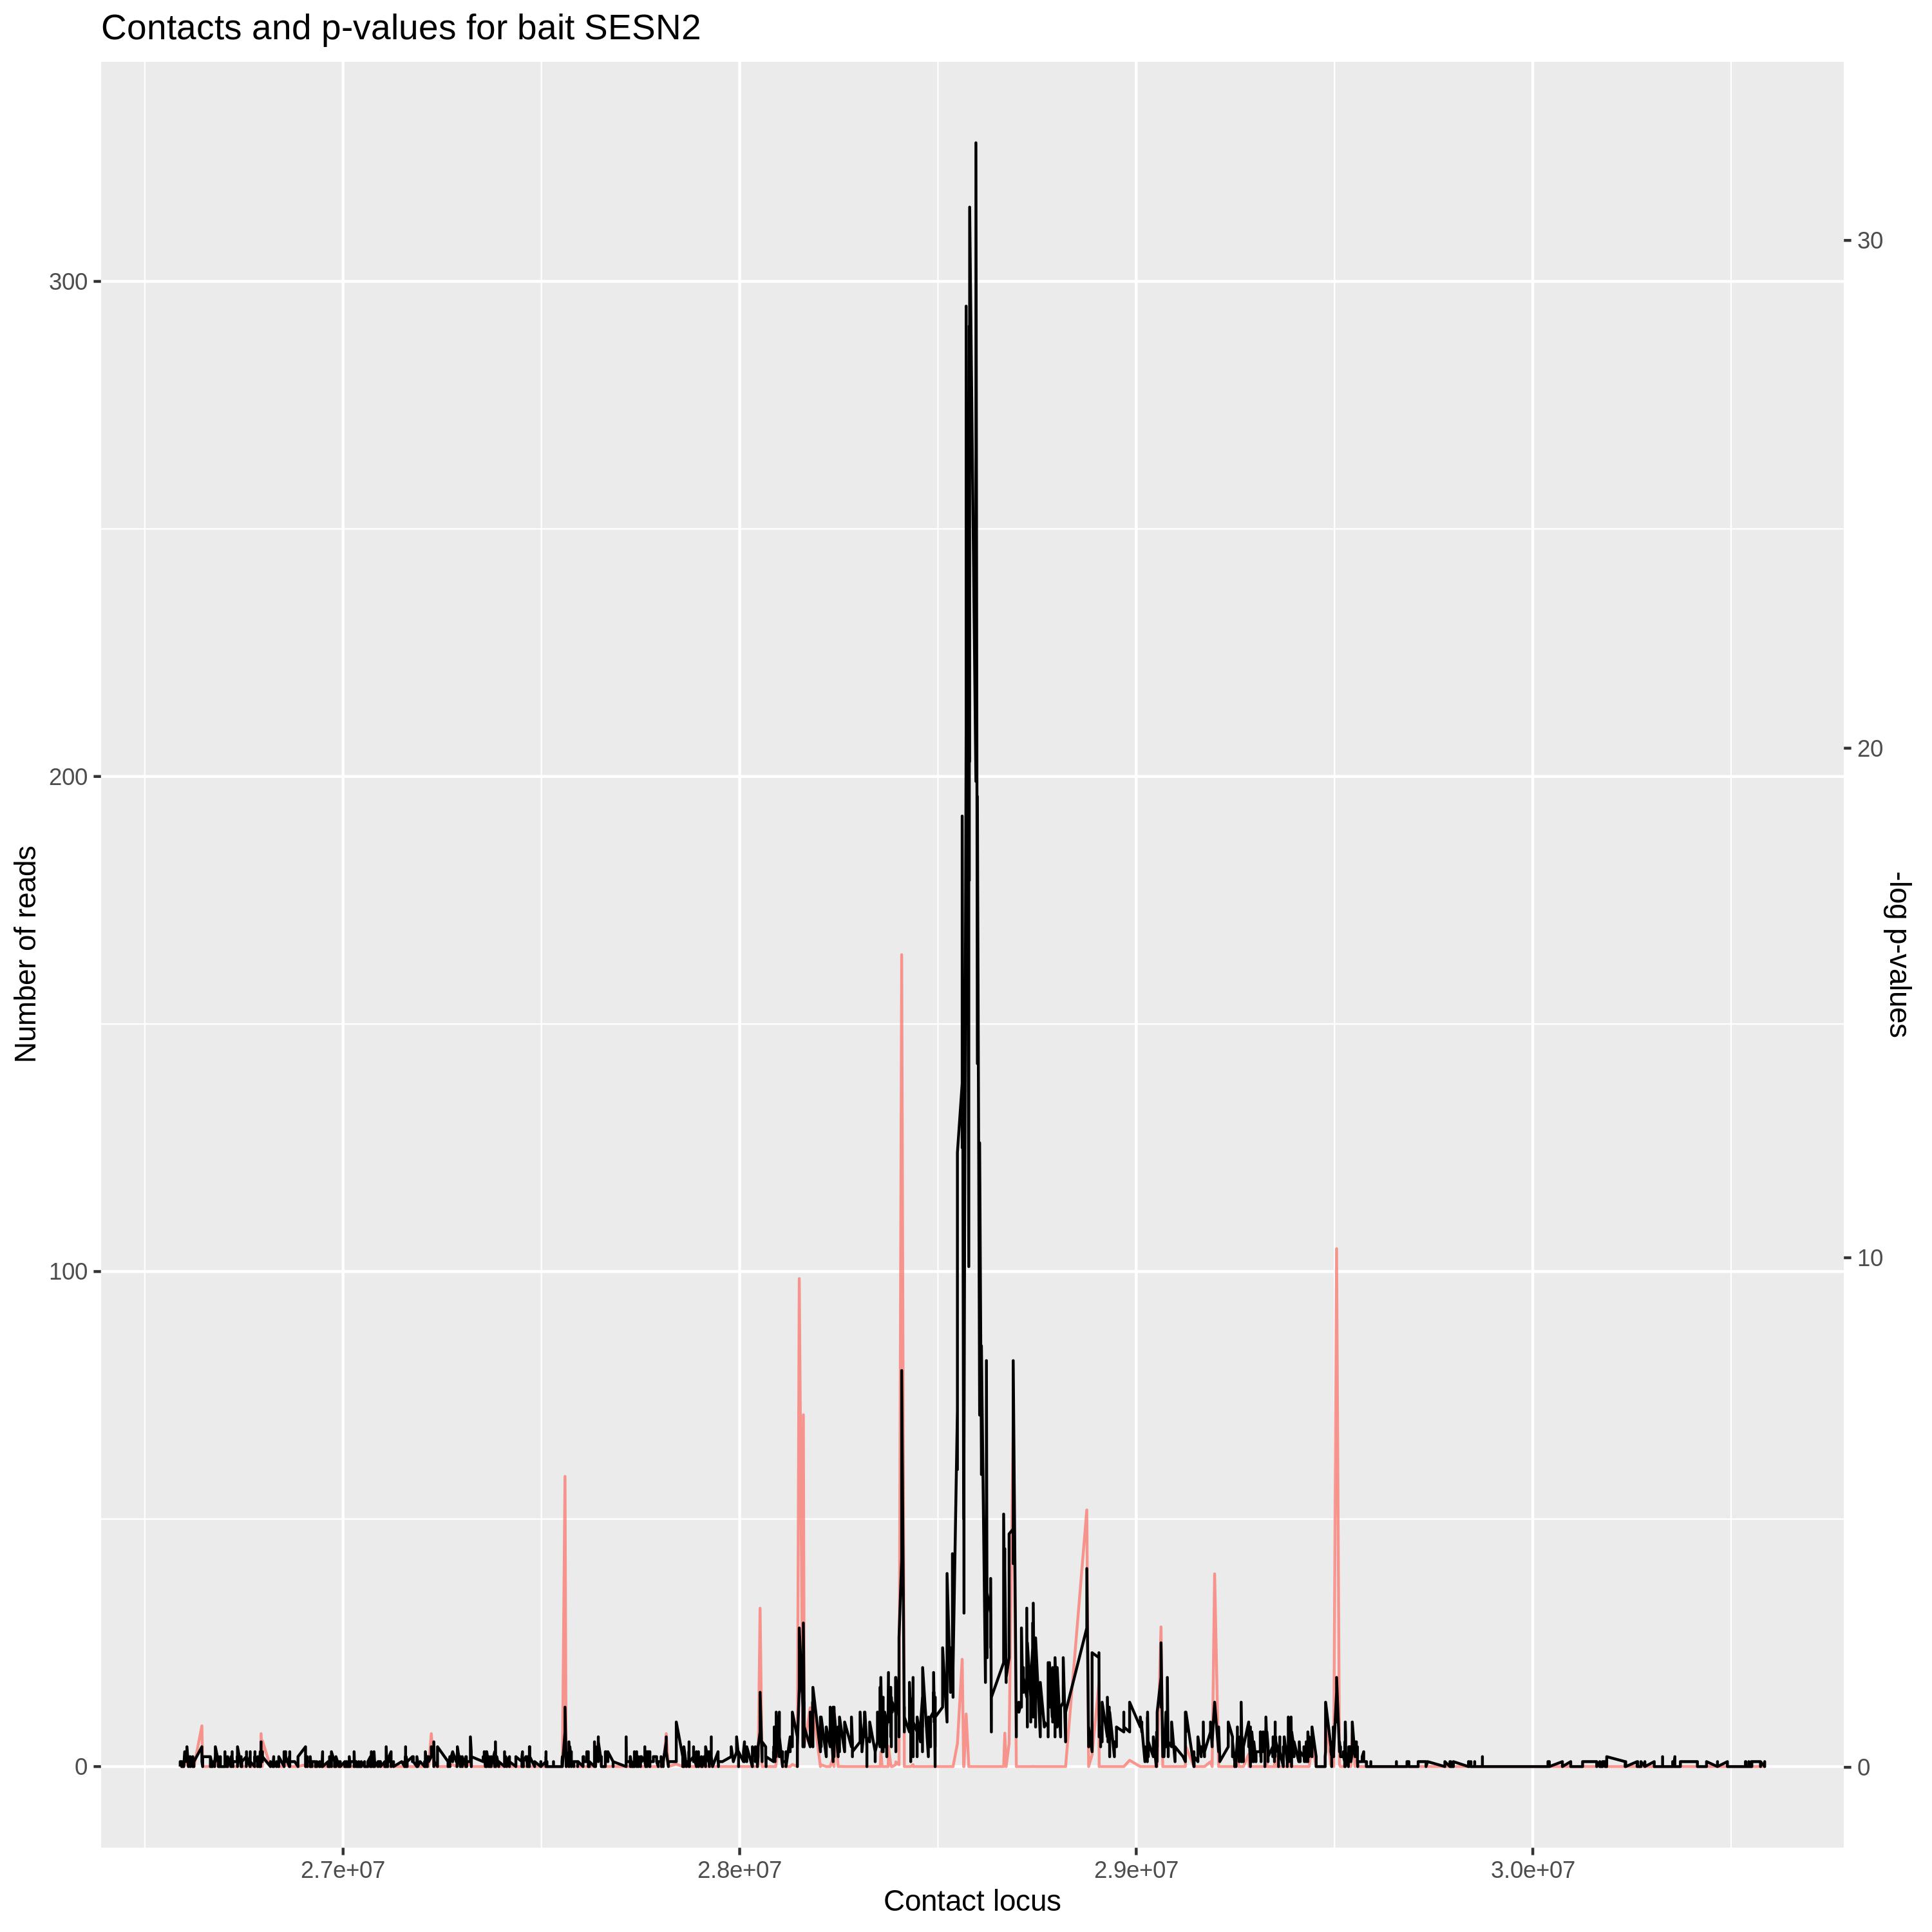 Contacts and p-values for bait SESN2
300
200
100
0
Number of reads
30
20
10
0
-log p-values
2.7e+07
2.8e+07
2.9e+07
3.0e+07
Contact locus